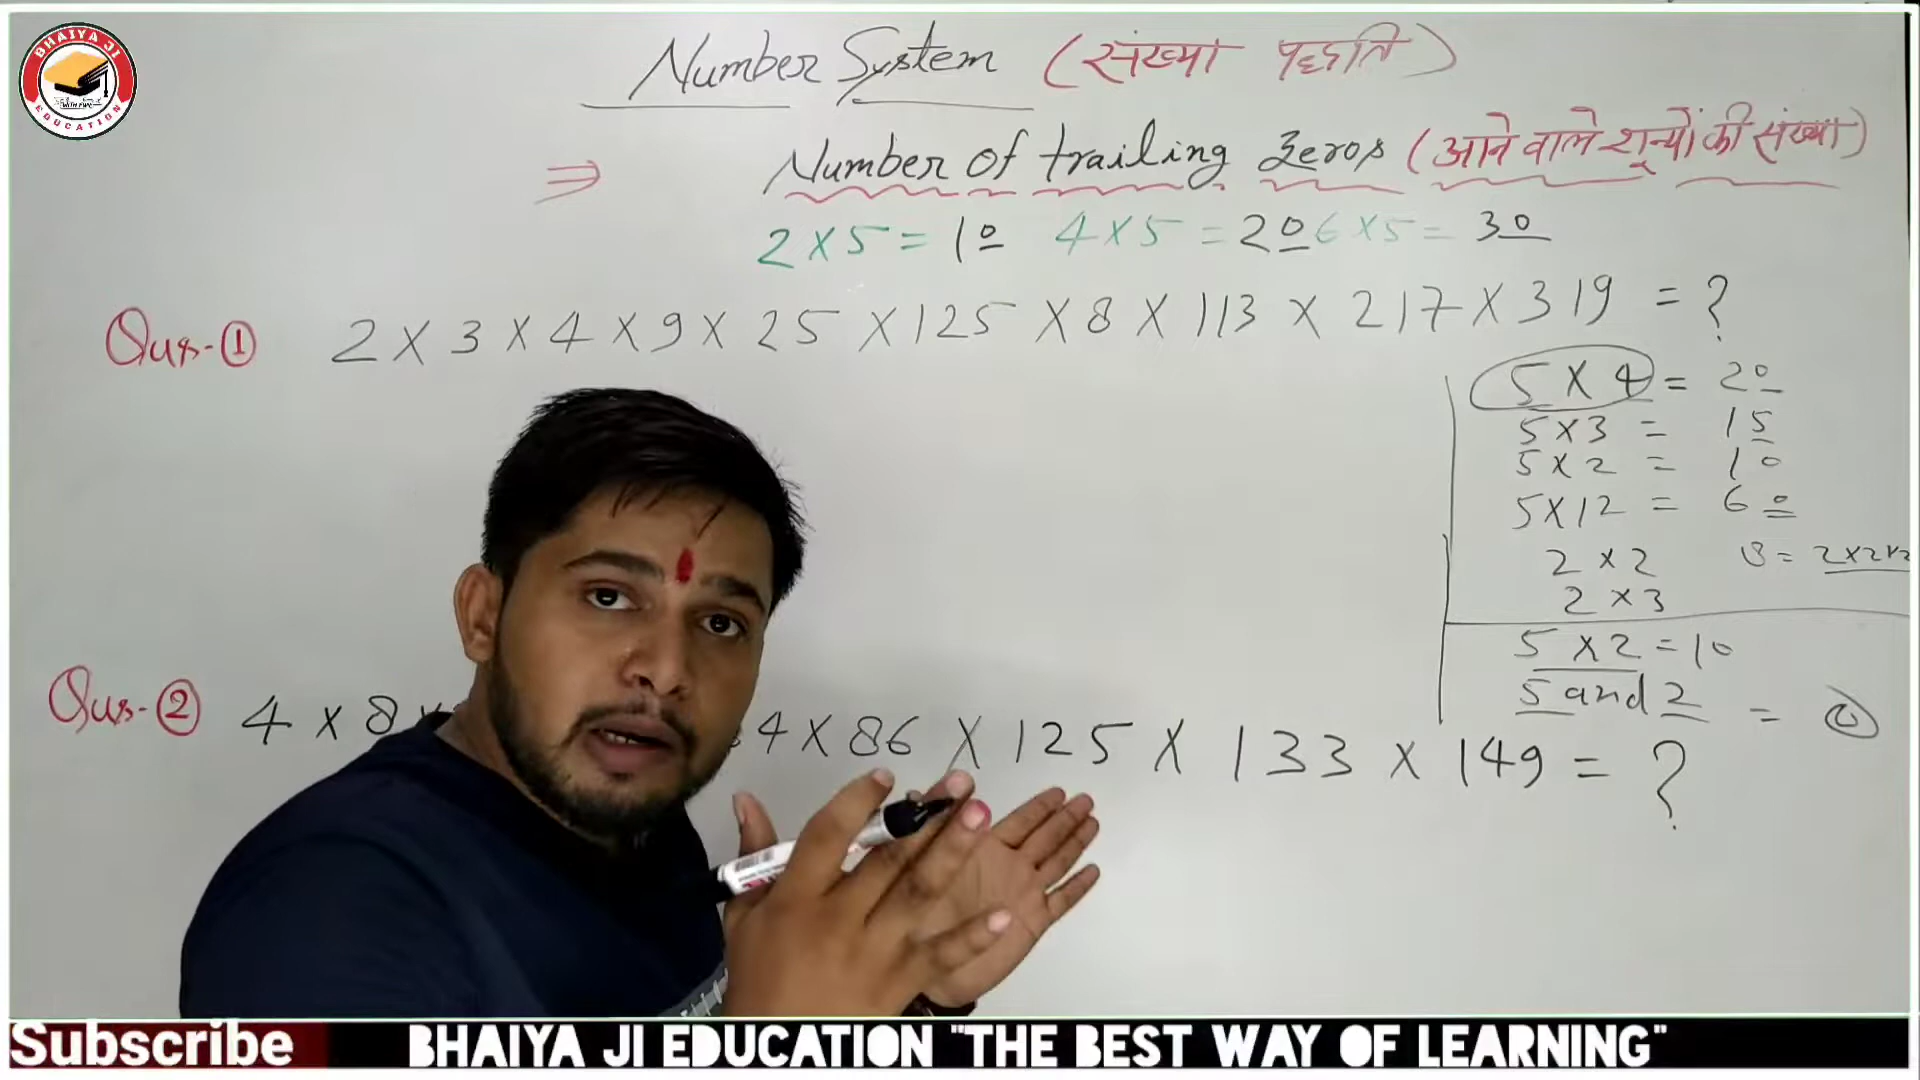 BHAIYA JI
EDUCATION
Number System (संख्या पद्धति)
⇒ Number of trailing Zeros (आने वाले शून्यों की संख्या)
2 × 5 = 10 4 × 5 = 20 6 × 5 = 30
Qus-① 2 × 3 × 4 × 9 × 25 × 125 × 8 × 113 × 217 × 319 = ?
5 × 4 = 20
5 × 3 = 15
5 × 2 = 10
5 × 12 = 60
2 × 2 8 = 2×2×2
2 × 3
5 × 2 = 10
5 and 2 =
Qus-② 4 × 8 × 4 × 86 × 125 × 133 × 149 = ?
Subscribe BHAIYA JI EDUCATION "THE BEST WAY OF LEARNING"